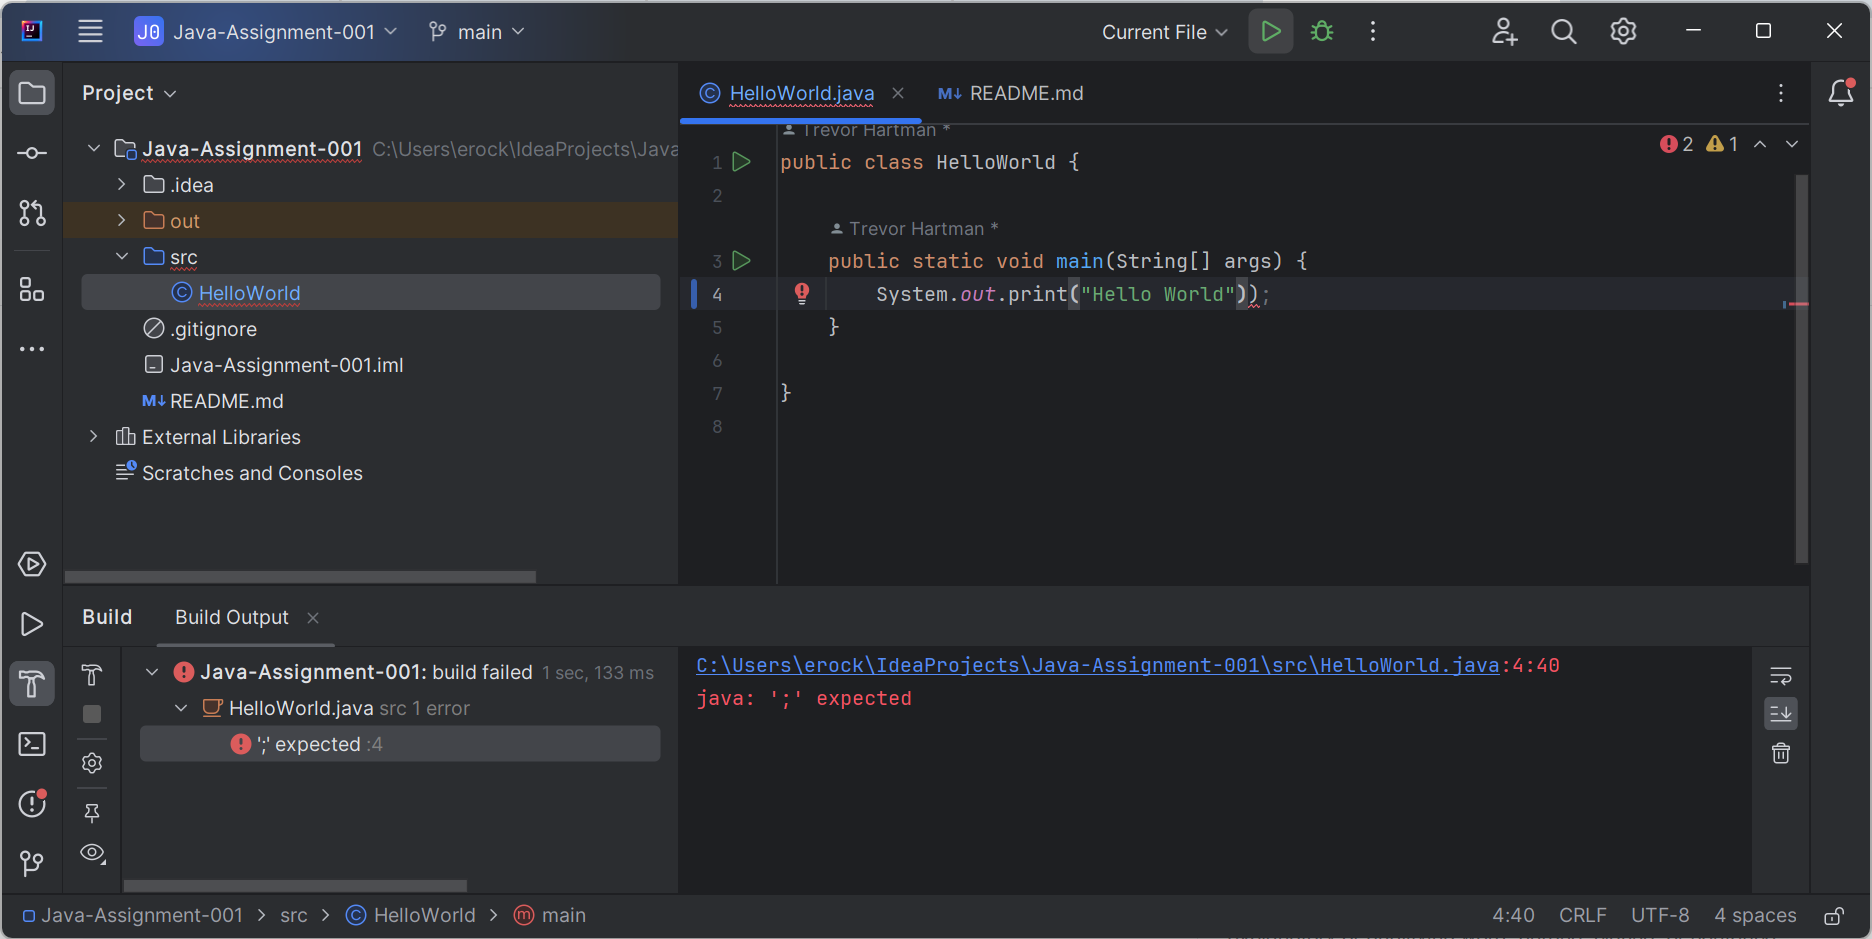 J0 Java-Assignment-001 main Current File
Project
HelloWorld.java
M↓ README.md
Java-Assignment-001 C:\Users\erock\IdeaProjects\Java
.idea
out
src
HelloWorld
.gitignore
Java-Assignment-001.iml
M↓ README.md
External Libraries
Scratches and Consoles
Trevor Hartman *
2 1
1 public class HelloWorld {
2
Trevor Hartman *
3 public static void main(String[] args) {
4 System.out.print("Hello World"));
5 }
6
7 }
8
Build Build Output
Java-Assignment-001: build failed 1 sec, 133 ms
HelloWorld.java src 1 error
';' expected :4
C:\Users\erock\IdeaProjects\Java-Assignment-001\src\HelloWorld.java:4:40
java: ';' expected
Java-Assignment-001 > src > HelloWorld > main
4:40 CRLF UTF-8 4 spaces